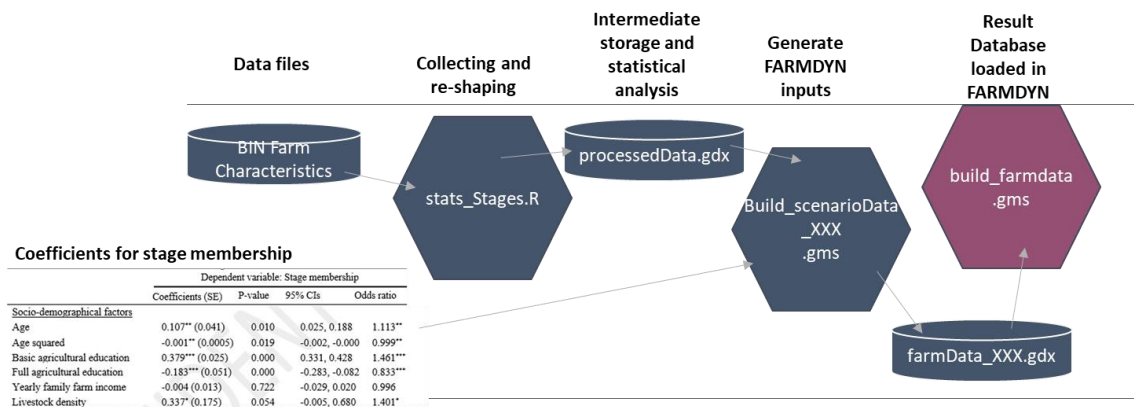 Data files
Collecting and
re-shaping
Intermediate
storage and
statistical
analysis
Generate
FARMDYN
inputs
Result
Database
loaded in
FARMDYN
BIN Farm
Characteristics
stats_Stages.R
processedData.gdx
Build_scenarioData
_XXX
.gms
build_farmdata
.gms
farmData_XXX.gdx
Coefficients for stage membership
Dependent variable: Stage membership
Coefficients (SE) P-value 95% CIs Odds ratio
Socio-demographical factors
Age 0.107** (0.041) 0.010 0.025, 0.188 1.113**
Age squared -0.001** (0.0005) 0.019 -0.002, -0.000 0.999**
Basic agricultural education 0.379*** (0.025) 0.000 0.331, 0.428 1.461***
Full agricultural education -0.183*** (0.051) 0.000 -0.283, -0.082 0.833***
Yearly family farm income -0.004 (0.013) 0.722 -0.029, 0.020 0.996
Livestock density 0.337* (0.175) 0.054 -0.005, 0.680 1.401*